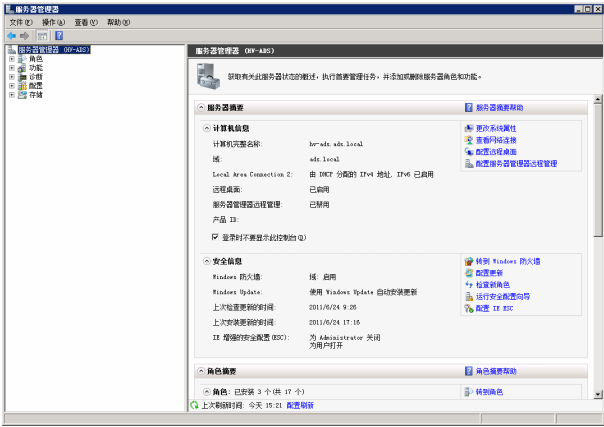 服务器管理器
文件(F) 操作(A) 查看(V) 帮助(H)
服务器管理器 (HV-ADS)
角色
功能
诊断
配置
存储
服务器管理器 (HV-ADS)
获取有关此服务器状态的概述，执行首要管理任务，并添加或删除服务器角色和功能。
服务器摘要
服务器摘要帮助
计算机信息
计算机完整名称: hv-ads.ads.local
域: ads.local
Local Area Connection 2: 由 DHCP 分配的 IPv4 地址, IPv6 已启用
远程桌面: 已启用
服务器管理器远程管理: 已禁用
产品 ID:
登录时不要显示此控制台(D)
更改系统属性
查看网络连接
配置远程桌面
配置服务器管理器远程管理
安全信息
Windows 防火墙: 域: 启用
Windows Update: 使用 Windows Update 自动安装更新
上次检查更新的时间: 2011/6/24 9:26
上次安装更新的时间: 2011/6/24 17:16
IE 增强的安全配置(ESC): 为 Administrator 关闭
为用户打开
转到 Windows 防火墙
配置更新
检查新角色
运行安全配置向导
配置 IE ESC
角色摘要
角色摘要帮助
角色: 已安装 3 个(共 17 个)
转到角色
上次刷新时间: 今天 15:21 配置刷新